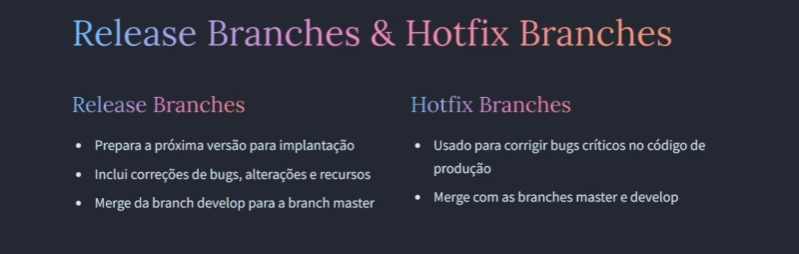 Release Branches & Hotfix Branches
Release Branches
Prepara a próxima versão para implantação
Inclui correções de bugs, alterações e recursos
Merge da branch develop para a branch master
Hotfix Branches
Usado para corrigir bugs críticos no código de
produção
Merge com as branches master e develop